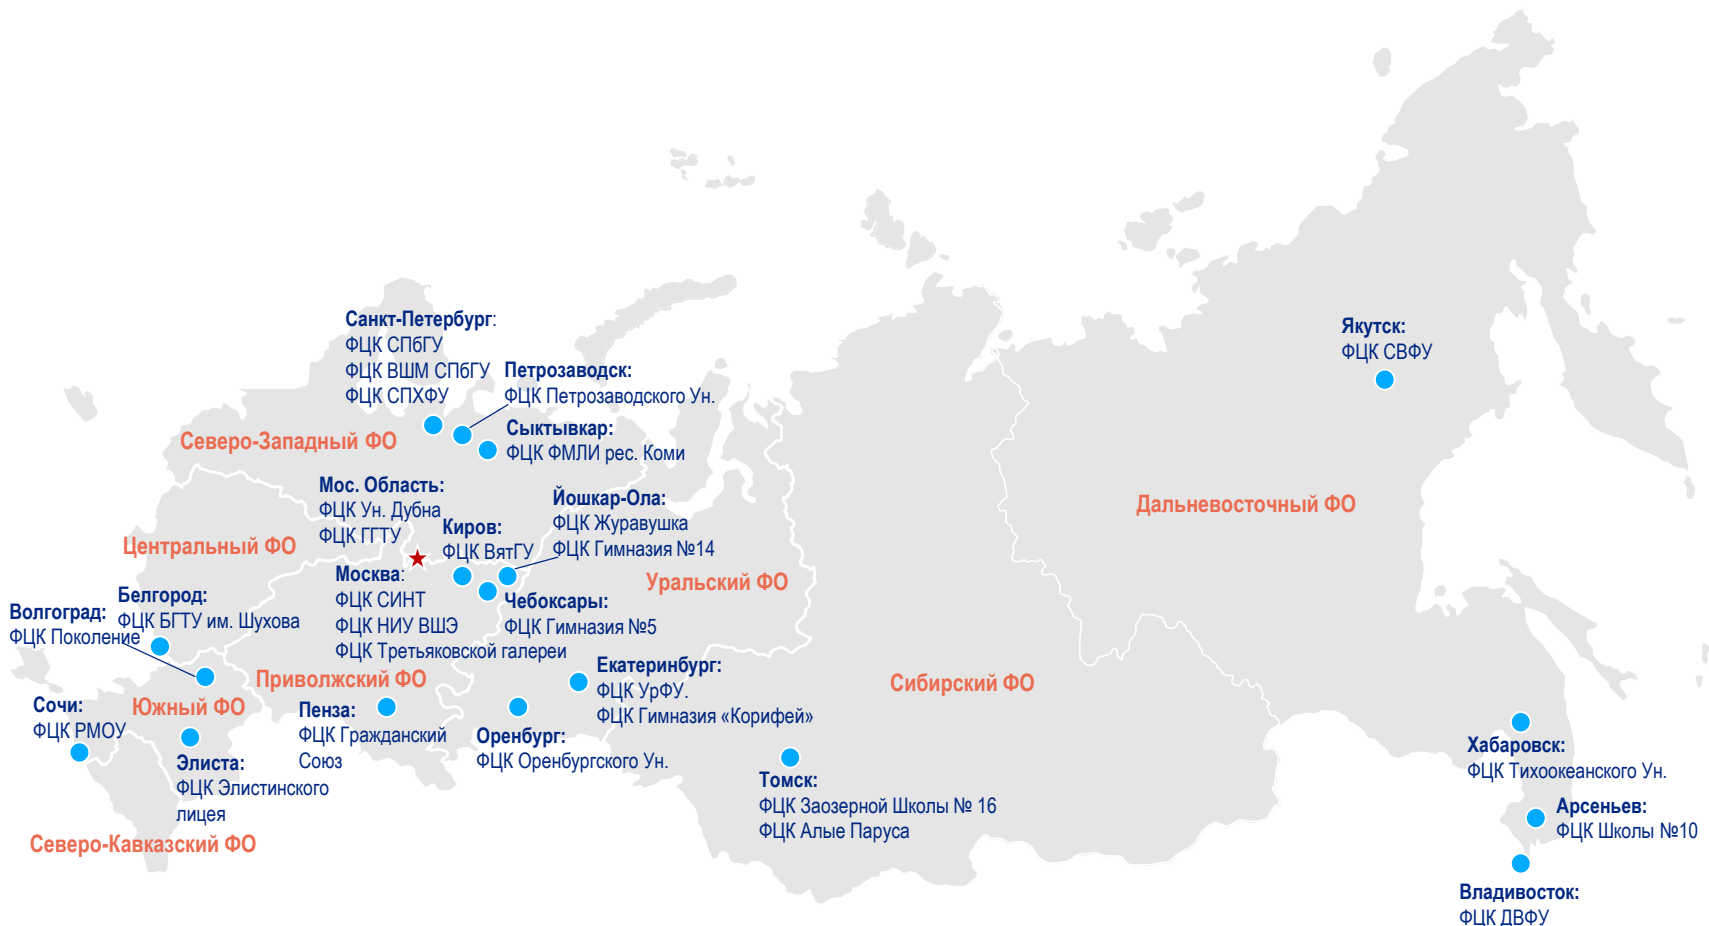 Санкт-Петербург:
ФЦК СПбГУ
ФЦК ВШМ СПбГУ
ФЦК СПХФУ
Петрозаводск:
ФЦК Петрозаводского Ун.
Сыктывкар:
ФЦК ФМЛИ рес. Коми
Якутск:
ФЦК СВФУ
Северо-Западный ФО
Мос. Область:
ФЦК Ун. Дубна
ФЦК ГГТУ
Киров:
ФЦК ВятГУ
Йошкар-Ола:
ФЦК Журавушка
ФЦК Гимназия №14
Дальневосточный ФО
Центральный ФО
Москва:
ФЦК СИНТ
ФЦК НИУ ВШЭ
ФЦК Третьяковской галереи
Чебоксары:
ФЦК Гимназия №5
Уральский ФО
Белгород:
ФЦК БГТУ им. Шухова
Волгоград:
ФЦК Поколение
Приволжский ФО
Екатеринбург:
ФЦК УрФУ.
ФЦК Гимназия «Корифей»
Сибирский ФО
Сочи:
ФЦК РМОУ
Южный ФО
Пенза:
ФЦК Гражданский
Союз
Оренбург:
ФЦК Оренбургского Ун.
Элиста:
ФЦК Элистинского
лицея
Томск:
ФЦК Заозерной Школы № 16
ФЦК Алые Паруса
Хабаровск:
ФЦК Тихоокеанского Ун.
Арсеньев:
ФЦК Школы №10
Северо-Кавказский ФО
Владивосток:
ФЦК ДВФУ